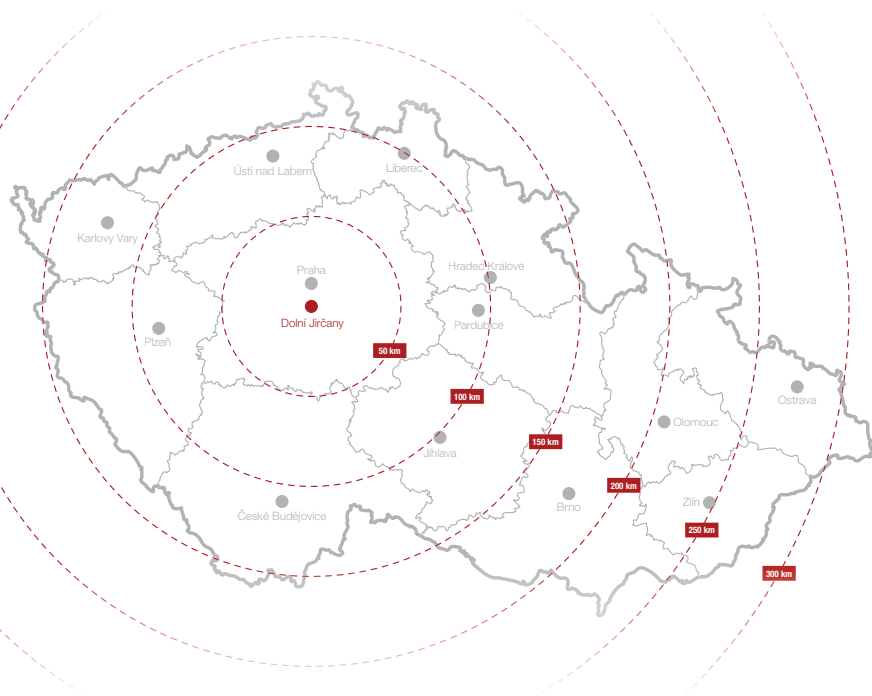 Ústí nad Labem
Liberec
Karlovy Vary
Praha
Hradec Králové
Dolní Jirčany
Pardubice
Plzeň
50 km
100 km
Ostrava
Olomouc
150 km
Jihlava
200 km
Zlín
Brno
České Budějovice
250 km
300 km